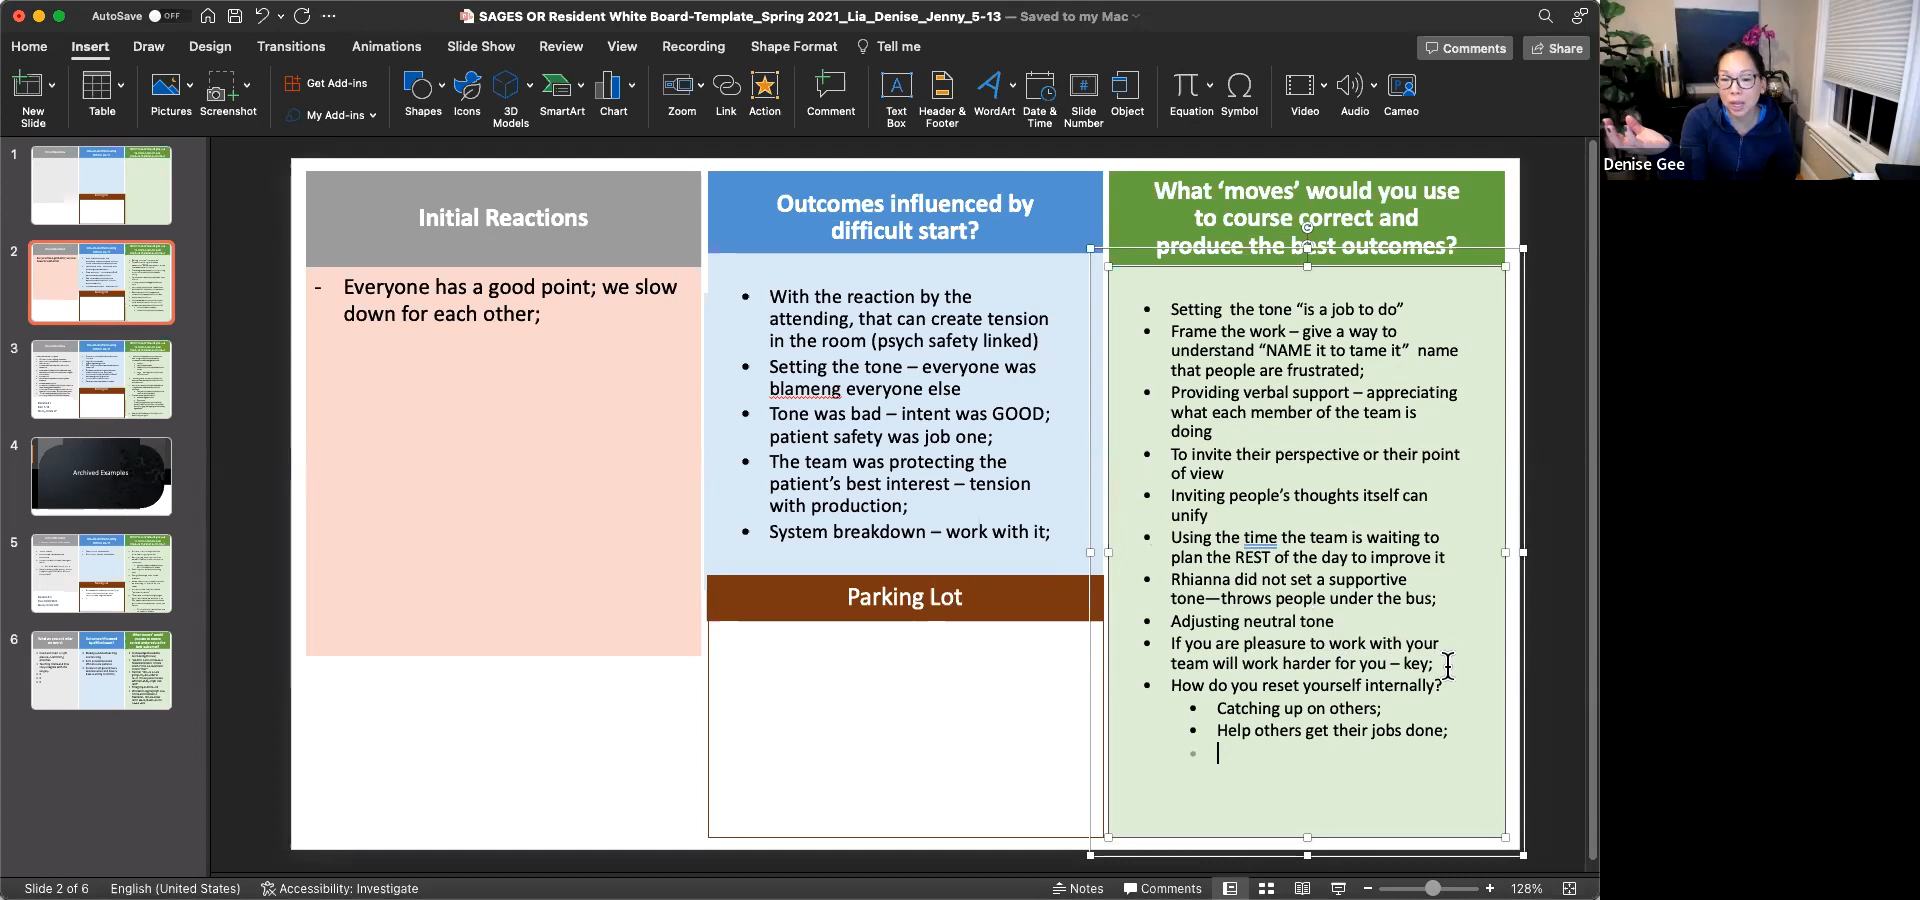 AutoSave OFF
SAGES OR Resident White Board-Template_Spring 2021_Lia_Denise_Jenny_5-13 — Saved to my Mac
Home Insert Draw Design Transitions Animations Slide Show Review View Recording Shape Format Tell me
Comments Share
New Slide
Table
Pictures
Screenshot
Get Add-ins
My Add-ins
Shapes
Icons
3D Models
SmartArt
Chart
Zoom
Link
Action
Comment
Text Box
Header & Footer
WordArt
Date & Time
Slide Number
Object
Equation
Symbol
Video
Audio
Cameo
Denise Gee
1
2
3
4
Archived Examples
5
6
Initial Reactions
- Everyone has a good point; we slow
down for each other;
Outcomes influenced by
difficult start?
• With the reaction by the
attending, that can create tension
in the room (psych safety linked)
• Setting the tone – everyone was
blameng everyone else
• Tone was bad – intent was GOOD;
patient safety was job one;
• The team was protecting the
patient’s best interest – tension
with production;
• System breakdown – work with it;
Parking Lot
What ‘moves’ would you use
to course correct and
produce the best outcomes?
• Setting the tone “is a job to do”
• Frame the work – give a way to
understand “NAME it to tame it” name
that people are frustrated;
• Providing verbal support – appreciating
what each member of the team is
doing
• To invite their perspective or their point
of view
• Inviting people’s thoughts itself can
unify
• Using the time the team is waiting to
plan the REST of the day to improve it
• Rhianna did not set a supportive
tone—throws people under the bus;
• Adjusting neutral tone
• If you are pleasure to work with your
team will work harder for you – key;
• How do you reset yourself internally?
• Catching up on others;
• Help others get their jobs done;
Slide 2 of 6 English (United States) Accessibility: Investigate
Notes Comments 128%